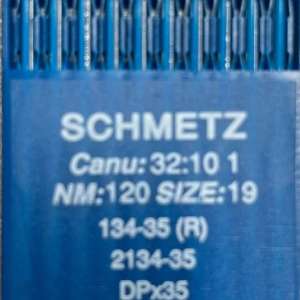 SCHMETZ
Canu: 32:10 1
NM:120 SIZE:19
134-35 (R)
2134-35
DPx35